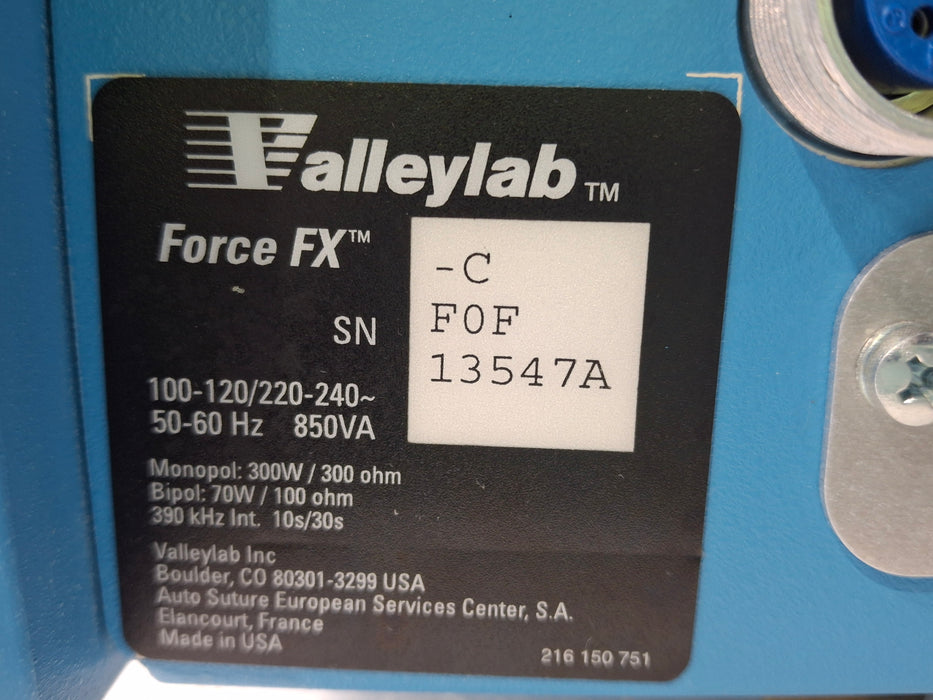 Valleylab™
Force FX™
-C
SN
F0F
13547A
100-120/220-240~
50-60 Hz 850VA
Monopol: 300W / 300 ohm
Bipol: 70W / 100 ohm
390 kHz Int. 10s/30s
Valleylab Inc
Boulder, CO 80301-3299 USA
Auto Suture European Services Center, S.A.
Elancourt, France
Made in USA
216 150 751